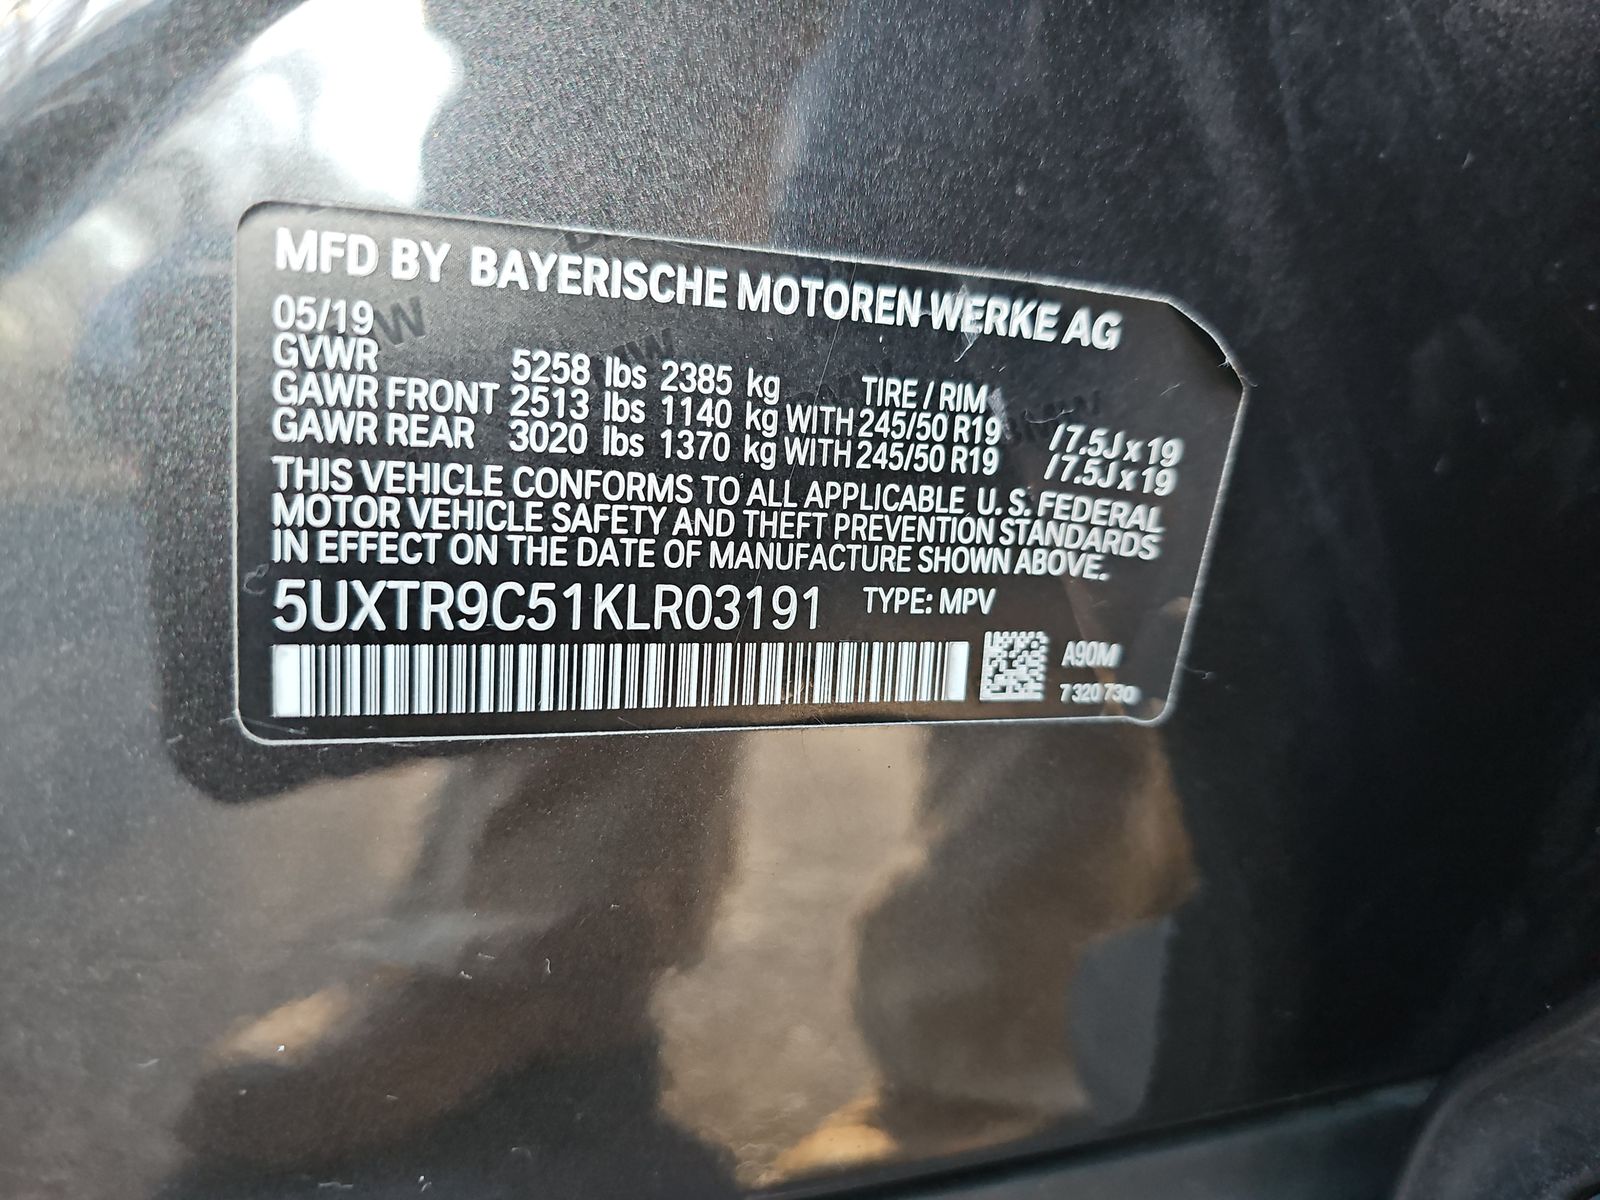 MFD BY BAYERISCHE MOTOREN WERKE AG
05/19
GVWR 5258 lbs 2385 kg TIRE / RIM
GAWR FRONT 2513 lbs 1140 kg WITH 245/50 R19 / 7.5J x 19
GAWR REAR 3020 lbs 1370 kg WITH 245/50 R19 / 7.5J x 19
THIS VEHICLE CONFORMS TO ALL APPLICABLE U. S. FEDERAL
MOTOR VEHICLE SAFETY AND THEFT PREVENTION STANDARDS
IN EFFECT ON THE DATE OF MANUFACTURE SHOWN ABOVE.
5UXTR9C51KLR03191 TYPE: MPV
A90M
7 320 730